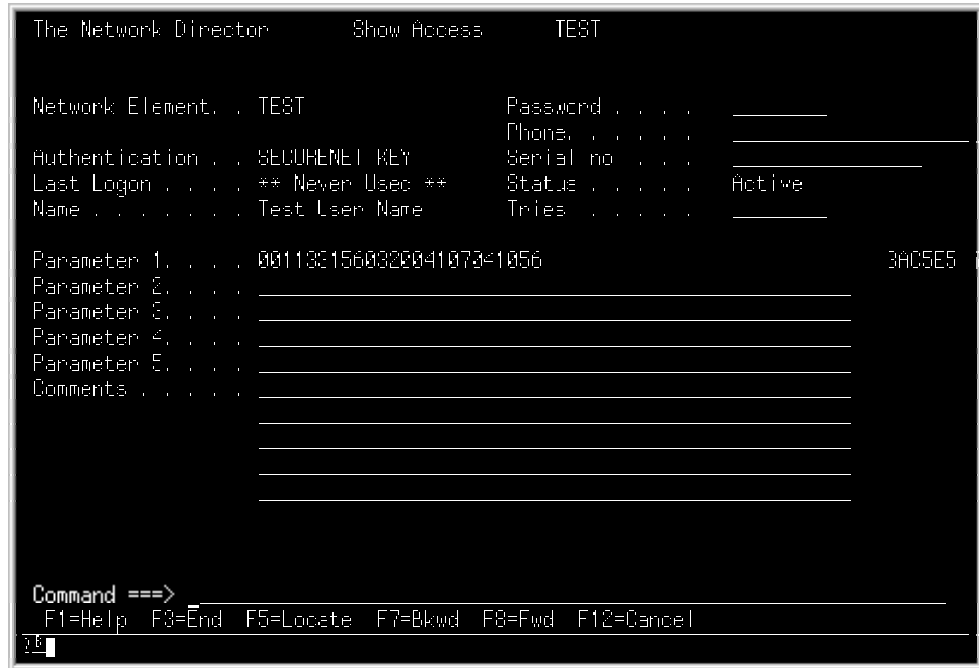 The Network Director Show Access TEST
Network Element. . TEST Password . . . .
Phone. . . . . .
Authentication . . SECURENET KEY Serial no . . .
Last Logon . . . . ** Never Used ** Status . . . . . Active
Name . . . . . . . Test User Name Tries . . . . .
Parameter 1. . . . 001133156032004107041056 3AC5E5
Parameter 2. . . .
Parameter 3. . . .
Parameter 4. . . .
Parameter 5. . . .
Comments . . . . .
Command ===> _
F1=Help F3=End F5=Locate F7=Bkwd F8=Fwd F12=Cancel